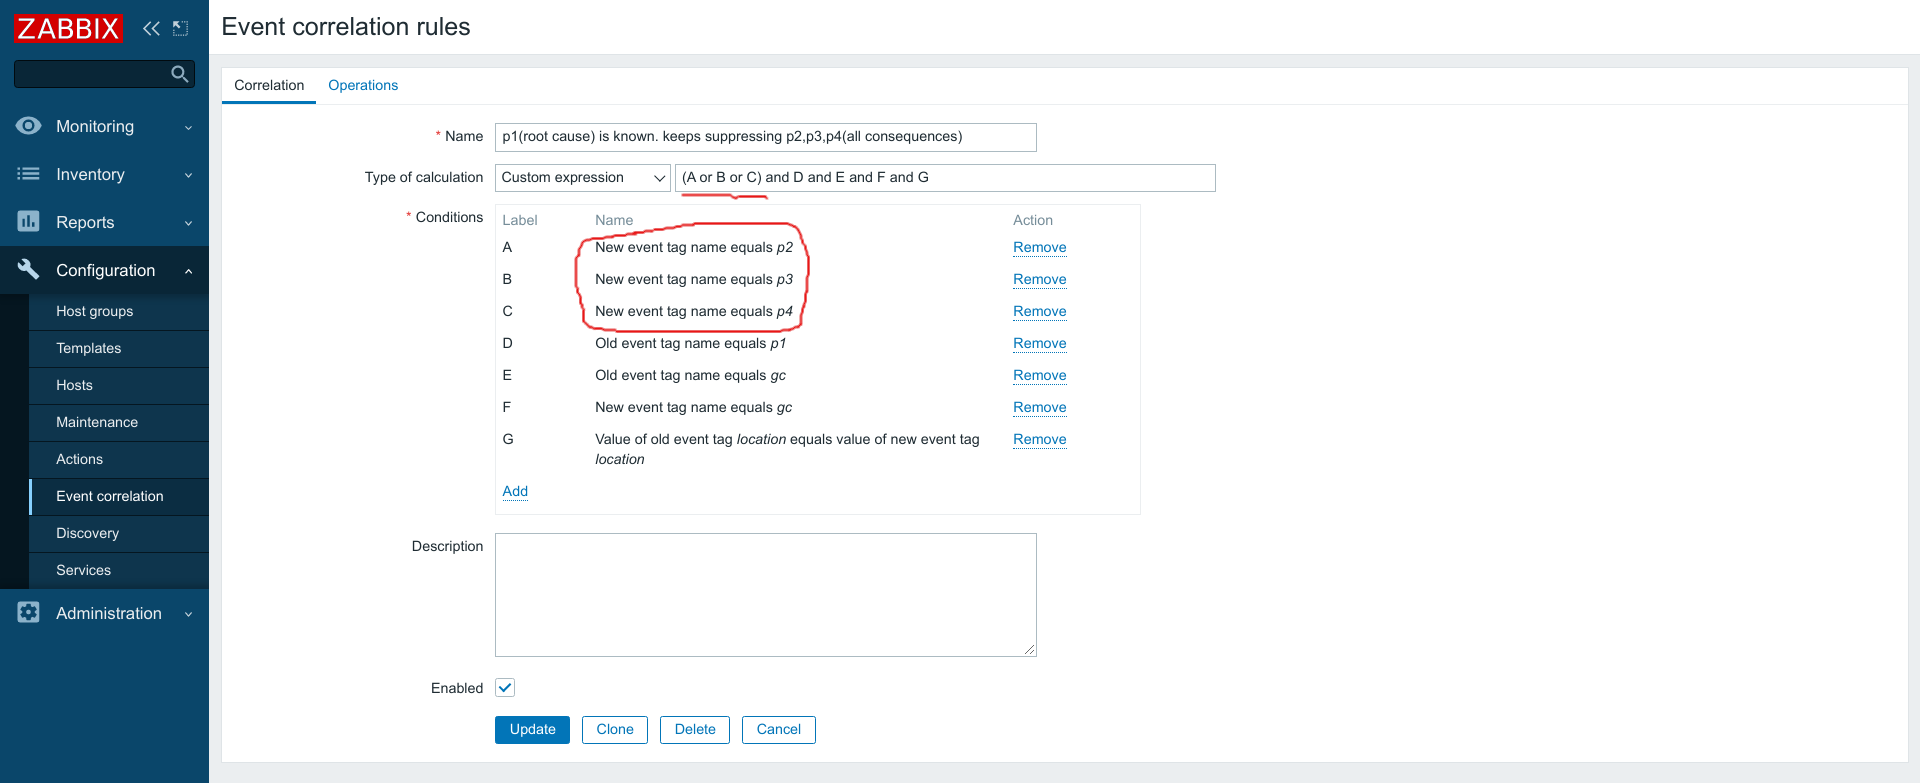 ZABBIX
Event correlation rules
Correlation Operations
Monitoring
Inventory
Reports
Configuration
Host groups
Templates
Hosts
Maintenance
Actions
Event correlation
Discovery
Services
Administration
* Name p1(root cause) is known. keeps suppressing p2,p3,p4(all consequences)
Type of calculation Custom expression (A or B or C) and D and E and F and G
* Conditions Label Name Action
A New event tag name equals p2 Remove
B New event tag name equals p3 Remove
C New event tag name equals p4 Remove
D Old event tag name equals p1 Remove
E Old event tag name equals gc Remove
F New event tag name equals gc Remove
G Value of old event tag location equals value of new event tag Remove
location
Add
Description
Enabled
Update Clone Delete Cancel